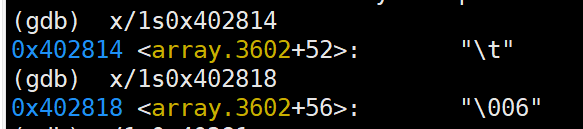 (gdb)  x/1s0x402814
0x402814 <array.3602+52>:      "\t"
(gdb)  x/1s0x402818
0x402818 <array.3602+56>:      "\006"